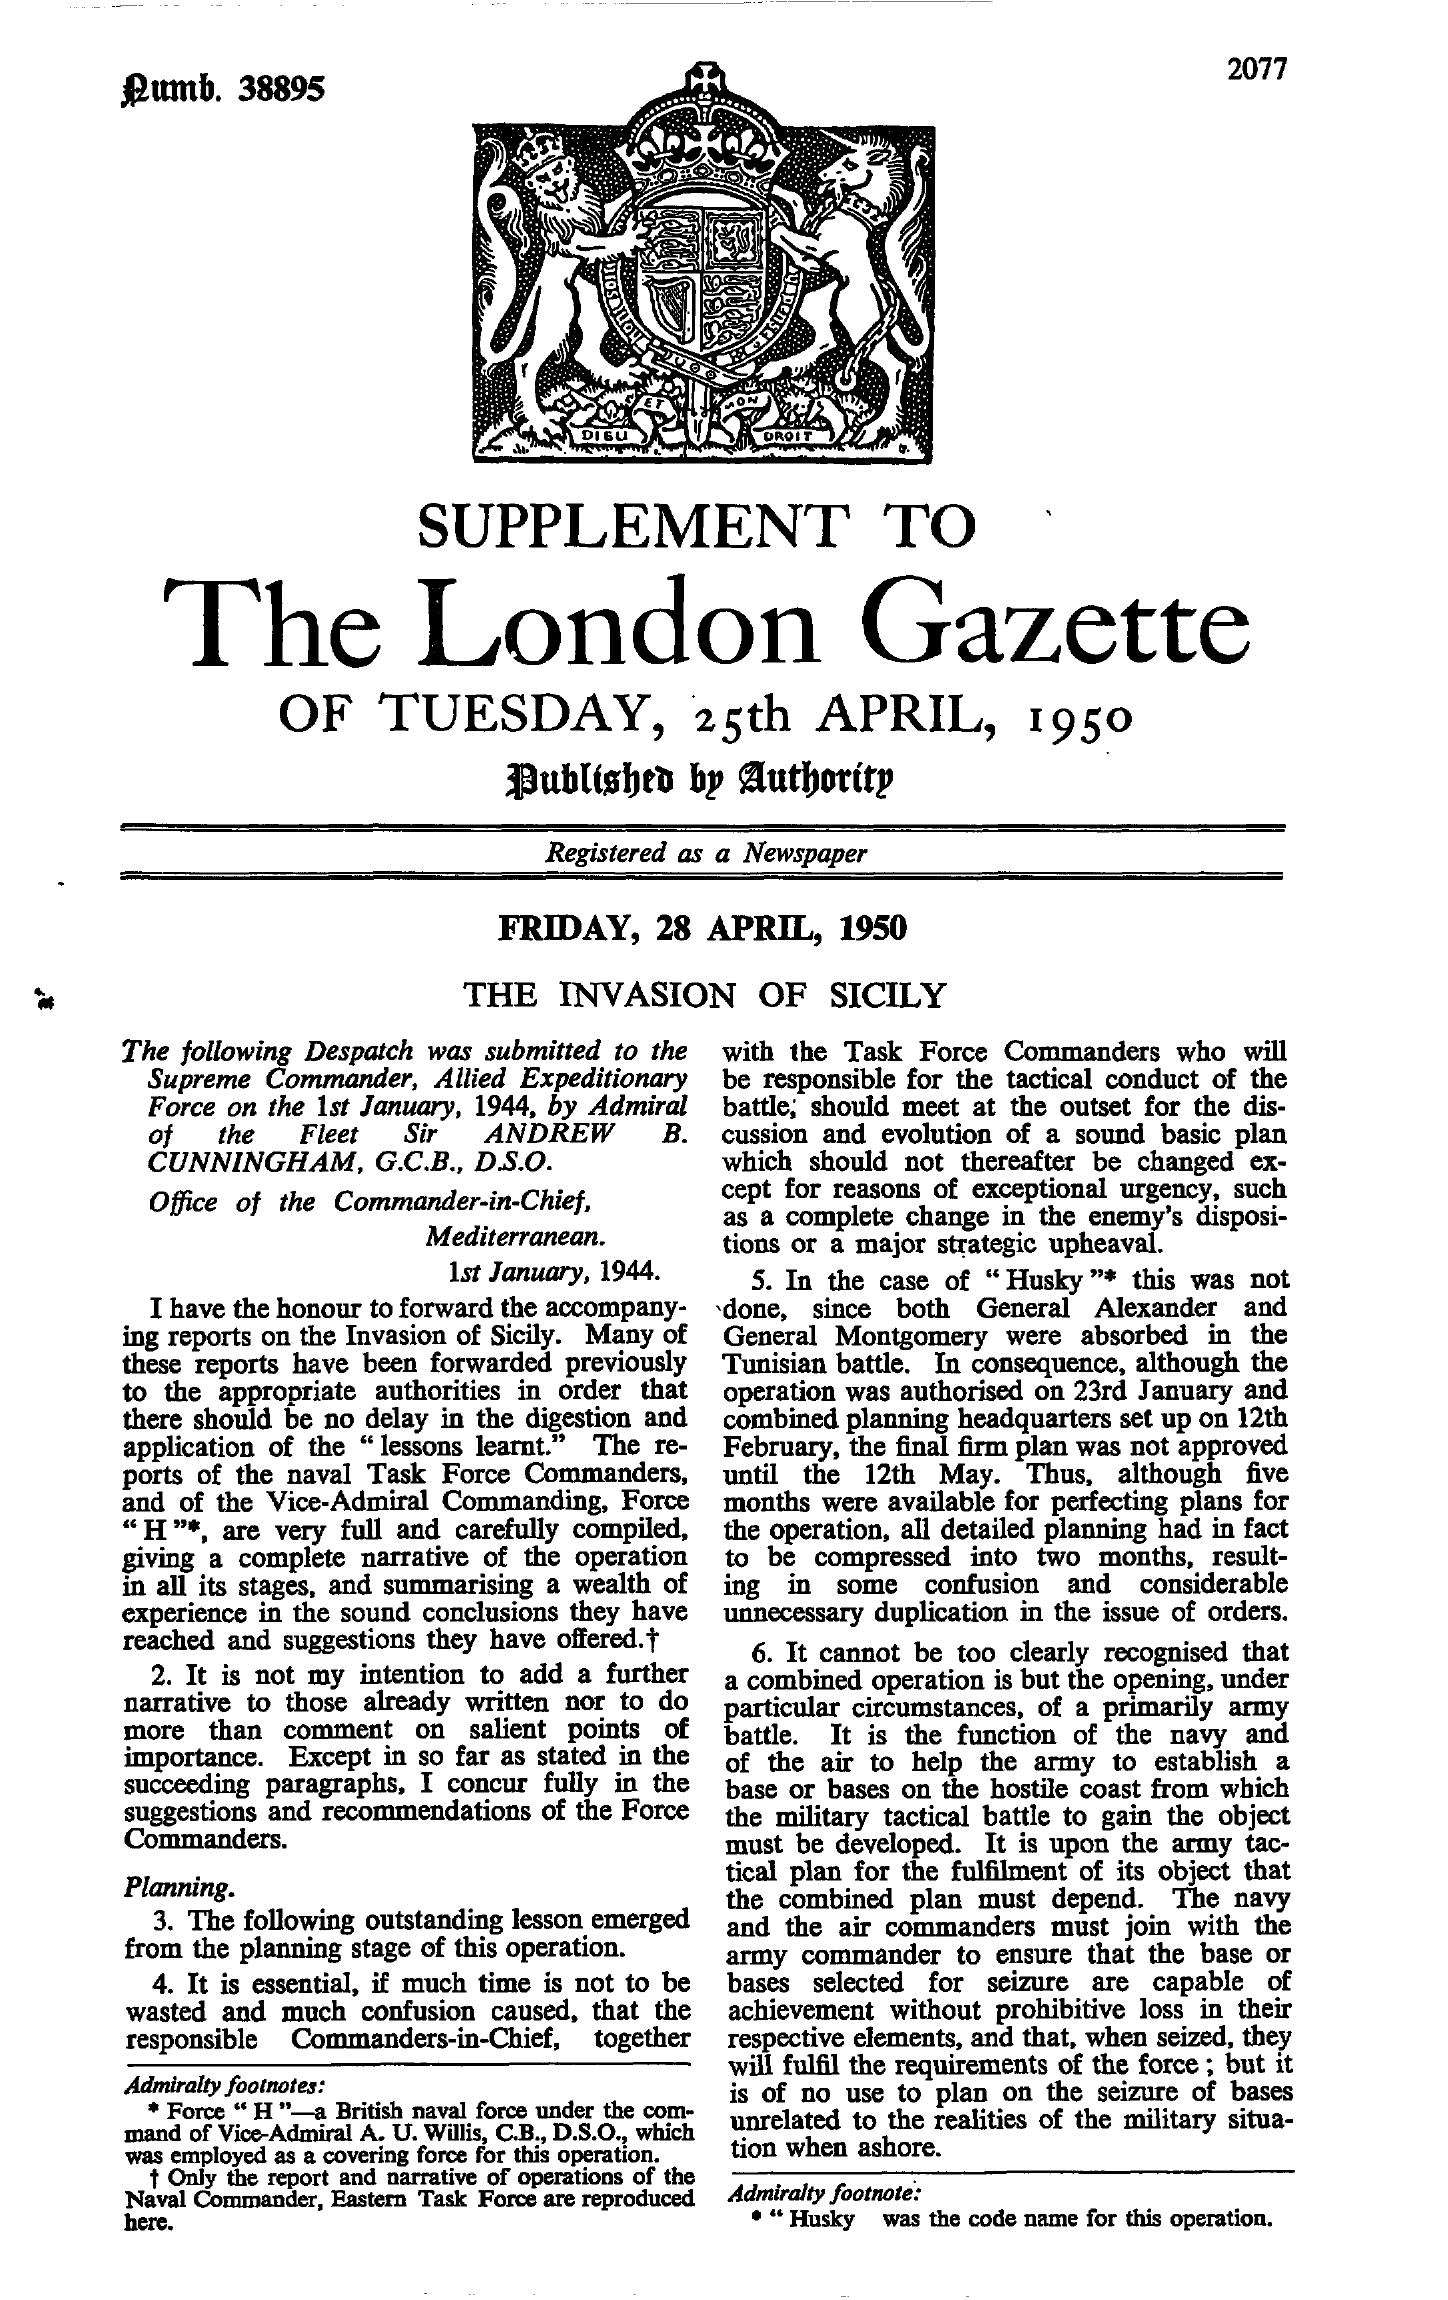 Numb. 38895
2077
DIEU
ET
MON
DROIT
SUPPLEMENT TO
The London Gazette
OF TUESDAY, 25th APRIL, 1950
Published by Authority
Registered as a Newspaper
FRIDAY, 28 APRIL, 1950
THE INVASION OF SICILY
The following Despatch was submitted to the
Supreme Commander, Allied Expeditionary
Force on the 1st January, 1944, by Admiral
of the Fleet Sir ANDREW B.
CUNNINGHAM, G.C.B., D.S.O.
Office of the Commander-in-Chief,
Mediterranean.
1st January, 1944.
I have the honour to forward the accompany-
ing reports on the Invasion of Sicily. Many of
these reports have been forwarded previously
to the appropriate authorities in order that
there should be no delay in the digestion and
application of the "lessons learnt." The re-
ports of the naval Task Force Commanders,
and of the Vice-Admiral Commanding, Force
"H"*, are very full and carefully compiled,
giving a complete narrative of the operation
in all its stages, and summarising a wealth of
experience in the sound conclusions they have
reached and suggestions they have offered.†
2. It is not my intention to add a further
narrative to those already written nor to do
more than comment on salient points of
importance. Except in so far as stated in the
succeeding paragraphs, I concur fully in the
suggestions and recommendations of the Force
Commanders.
Planning.
3. The following outstanding lesson emerged
from the planning stage of this operation.
4. It is essential, if much time is not to be
wasted and much confusion caused, that the
responsible Commanders-in-Chief, together
Admiralty footnotes:
* Force "H"—a British naval force under the com-
mand of Vice-Admiral A. U. Willis, C.B., D.S.O., which
was employed as a covering force for this operation.
† Only the report and narrative of operations of the
Naval Commander, Eastern Task Force are reproduced
here.
with the Task Force Commanders who will
be responsible for the tactical conduct of the
battle, should meet at the outset for the dis-
cussion and evolution of a sound basic plan
which should not thereafter be changed ex-
cept for reasons of exceptional urgency, such
as a complete change in the enemy's disposi-
tions or a major strategic upheaval.
5. In the case of "Husky"* this was not
done, since both General Alexander and
General Montgomery were absorbed in the
Tunisian battle. In consequence, although the
operation was authorised on 23rd January and
combined planning headquarters set up on 12th
February, the final firm plan was not approved
until the 12th May. Thus, although five
months were available for perfecting plans for
the operation, all detailed planning had in fact
to be compressed into two months, result-
ing in some confusion and considerable
unnecessary duplication in the issue of orders.
6. It cannot be too clearly recognised that
a combined operation is but the opening, under
particular circumstances, of a primarily army
battle. It is the function of the navy and
of the air to help the army to establish a
base or bases on the hostile coast from which
the military tactical battle to gain the object
must be developed. It is upon the army tac-
tical plan for the fulfilment of its object that
the combined plan must depend. The navy
and the air commanders must join with the
army commander to ensure that the base or
bases selected for seizure are capable of
achievement without prohibitive loss in their
respective elements, and that, when seized, they
will fulfil the requirements of the force; but it
is of no use to plan on the seizure of bases
unrelated to the realities of the military situa-
tion when ashore.
Admiralty footnote:
* "Husky was the code name for this operation.